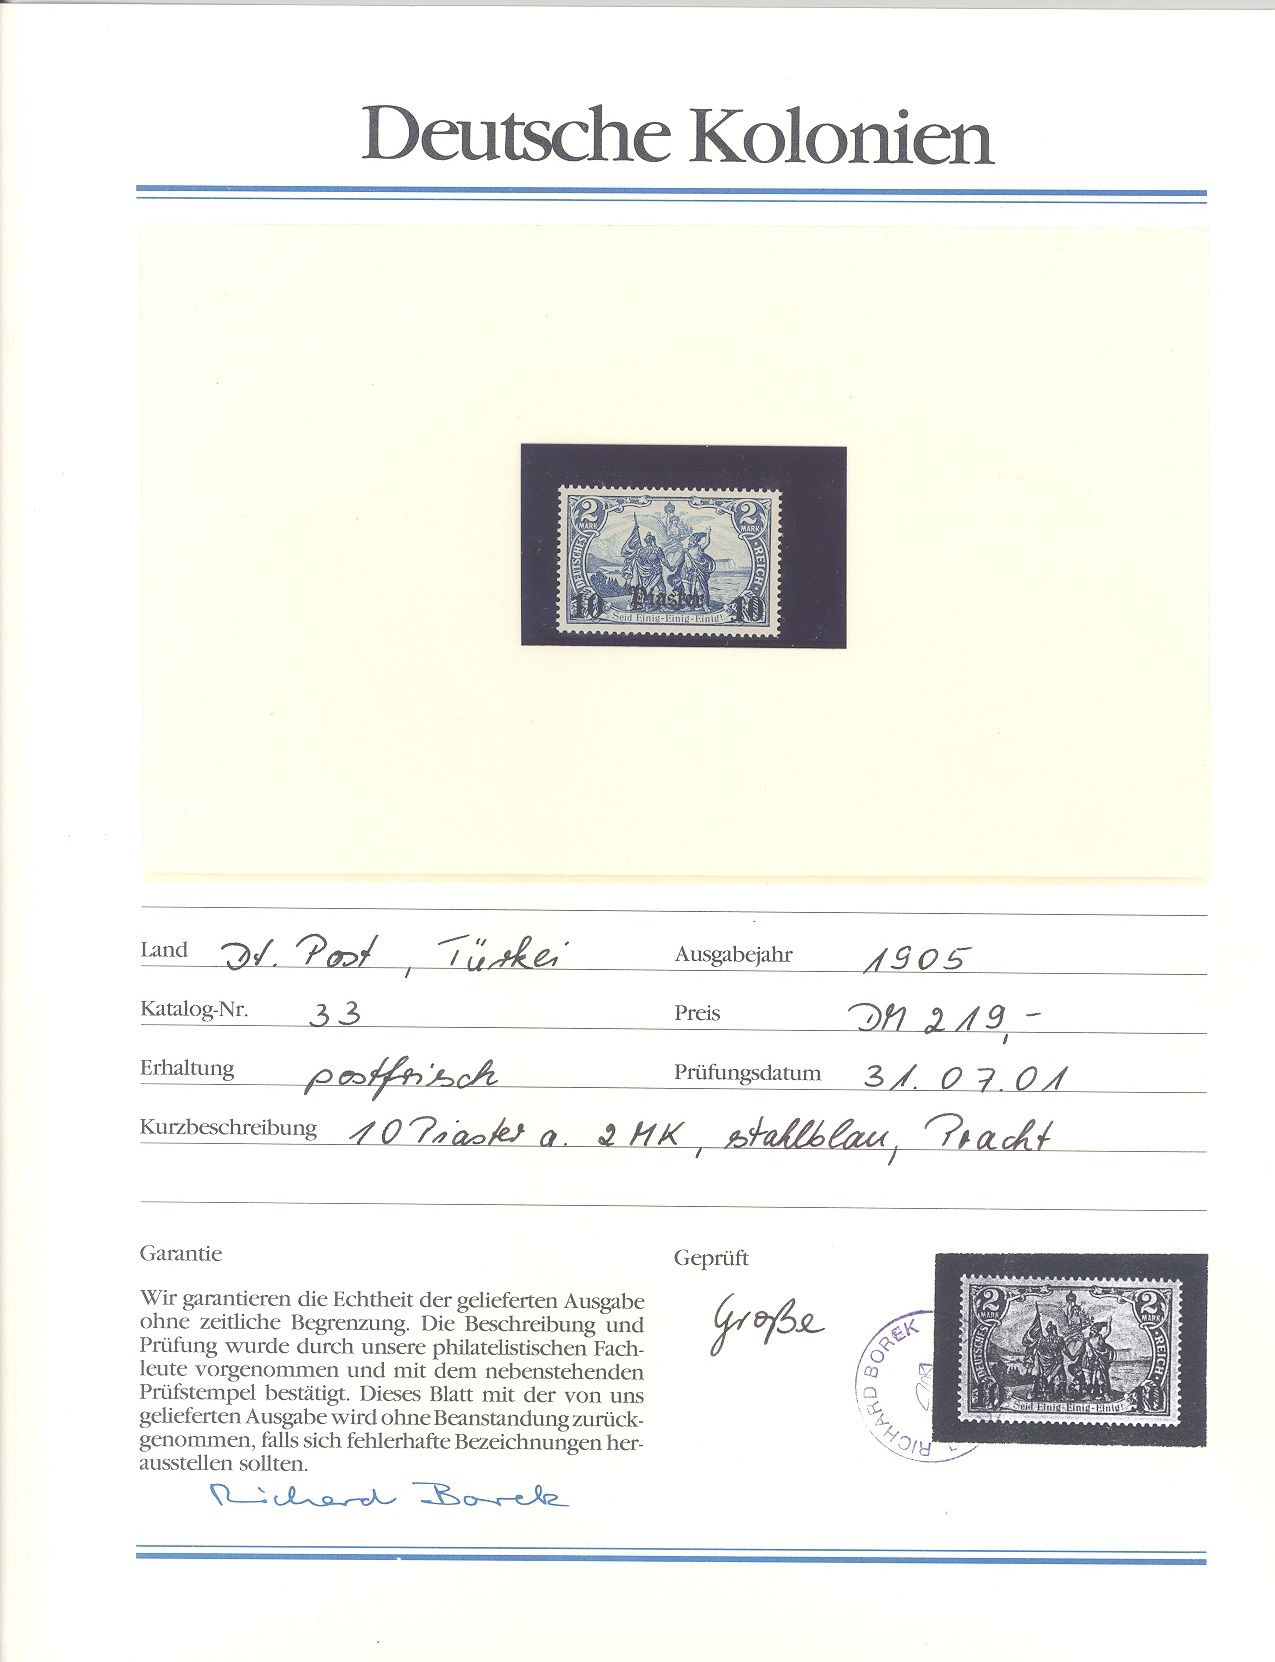 Deutsche Kolonien
2 MARK 2 MARK
DEUTSCHES REICH
10 Piaster 10
Seid Einig-Einig-Einig!
Land Dt. Post, Türkei Ausgabejahr 1905
Katalog-Nr. 33 Preis DM 219,-
Erhaltung postfrisch Prüfungsdatum 31.07.01
Kurzbeschreibung 10 Piaster a. 2 MK, stahlblau, Pracht
Garantie
Wir garantieren die Echtheit der gelieferten Ausgabe
ohne zeitliche Begrenzung. Die Beschreibung und
Prüfung wurde durch unsere philatelistischen Fach-
leute vorgenommen und mit dem nebenstehenden
Prüfstempel bestätigt. Dieses Blatt mit der von uns
gelieferten Ausgabe wird ohne Beanstandung zurück-
genommen, falls sich fehlerhafte Bezeichnungen her-
ausstellen sollten.
Richard Borek
Geprüft
Große
RICHARD BOREK
2 MARK 2 MARK
DEUTSCHES REICH
10 Piaster 10
Seid Einig-Einig-Einig!